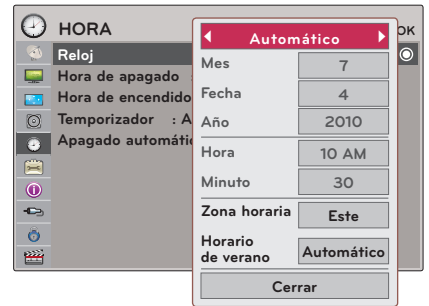 HORA
OK
Reloj
Hora de apagado :
Hora de encendido
Temporizador : A
Apagado automáti
Automático
Mes 7
Fecha 4
Año 2010
Hora 10 AM
Minuto 30
Zona horaria Este
Horario
de verano Automático
Cerrar